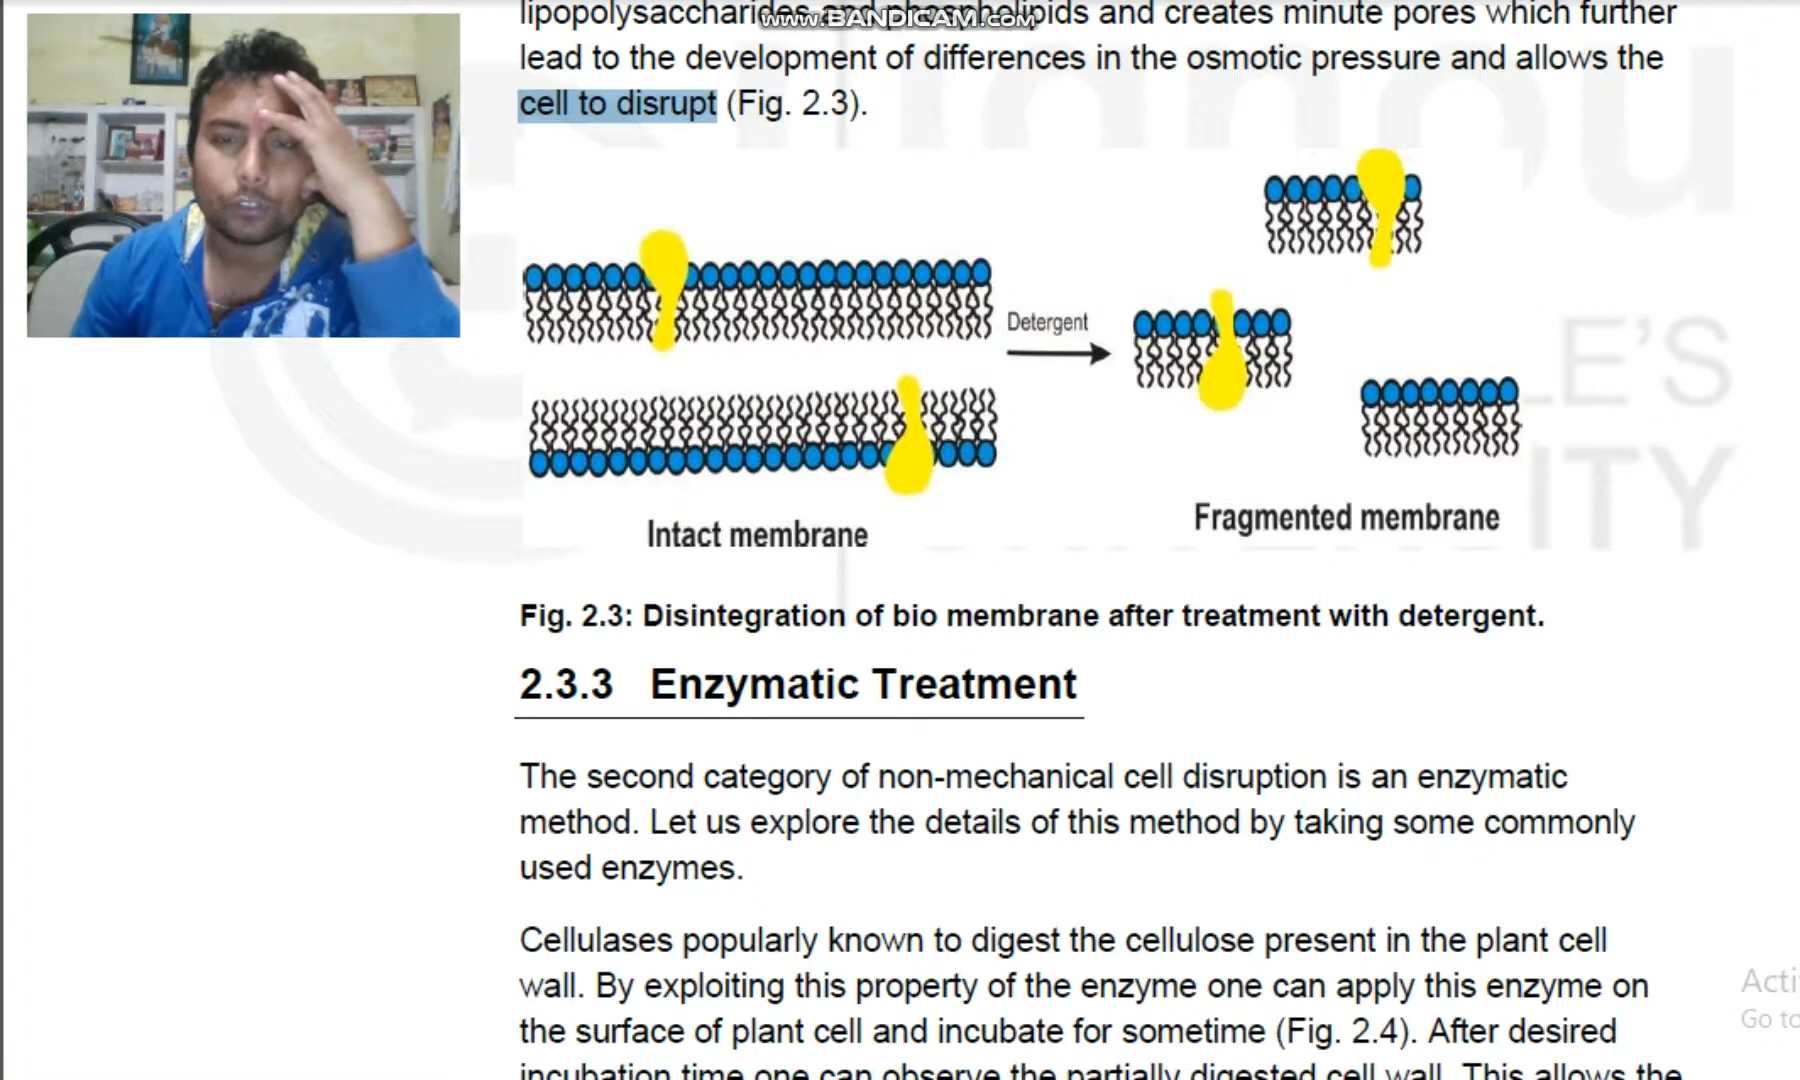 lipopolysaccharides and phospholipids and creates minute pores which further
www.BANDICAM.com
lead to the development of differences in the osmotic pressure and allows the
cell to disrupt (Fig. 2.3).
Detergent
Intact membrane
Fragmented membrane
LE'S
ITY
Fig. 2.3: Disintegration of bio membrane after treatment with detergent.
2.3.3 Enzymatic Treatment
The second category of non-mechanical cell disruption is an enzymatic
method. Let us explore the details of this method by taking some commonly
used enzymes.
Cellulases popularly known to digest the cellulose present in the plant cell
wall. By exploiting this property of the enzyme one can apply this enzyme on
the surface of plant cell and incubate for sometime (Fig. 2.4). After desired
incubation time one can observe the partially digested cell wall. This allows the
Acti
Go to